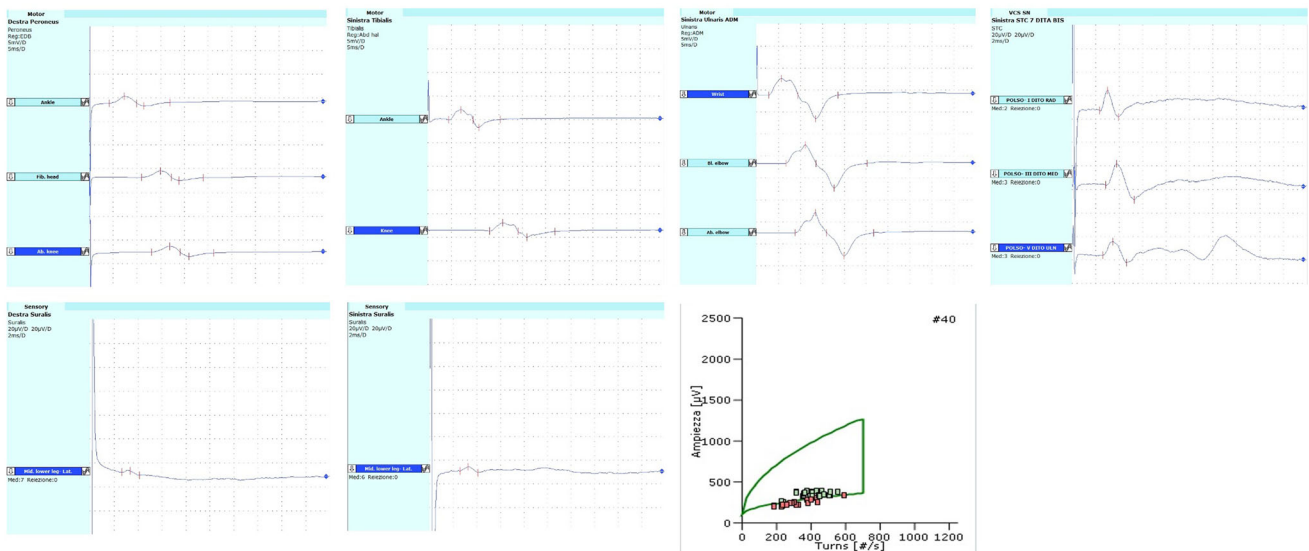 Motor
Destra Peroneus
Peroneus
Reg:EDB
5mV/D
5ms/D
Ankle
Fib. head
Ab. knee
Motor
Sinistra Tibialis
Tibialis
Reg:Abd hal
5mV/D
5ms/D
Ankle
Knee
Motor
Sinistra Ulnaris ADM
Ulnaris
Reg:ADM
5mV/D
5ms/D
Wrist
Bl. elbow
Ab. elbow
VCS SN
Sinistra STC 7 DITA BIS
STC
20µV/D 20µV/D
2ms/D
POLSO- I DITO RAD
Med:2 Reiezione:0
POLSO- III DITO MED
Med:3 Reiezione:0
POLSO- V DITO ULN
Med:3 Reiezione:0
Sensory
Destra Suralis
Suralis
20µV/D 20µV/D
2ms/D
Mid. lower leg- Lat.
Med:7 Reiezione:0
Sensory
Sinistra Suralis
Suralis
20µV/D 20µV/D
2ms/D
Mid. lower leg- Lat.
Med:6 Reiezione:0
#40
2500
2000
1500
1000
500
0
Ampiezza [µV]
0 200 400 600 800 1000 1200
Turns [#/s]